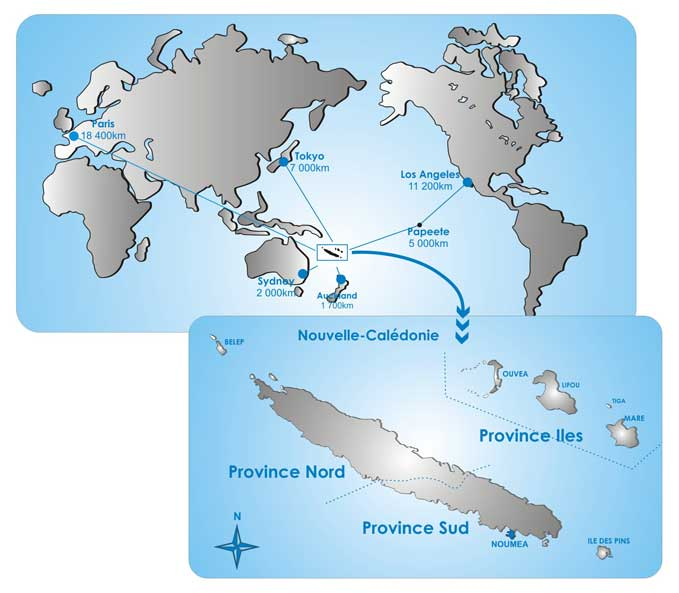 Paris
18 400km
Tokyo
7 000km
Los Angeles
11 200km
Papeete
5 000km
Sydney
2 000km
Auckland
1 700km
Nouvelle-Calédonie
BELEP
OUVEA
LIFOU
TIGA
MARE
Province Iles
Province Nord
Province Sud
N
NOUMEA
ILE DES PINS